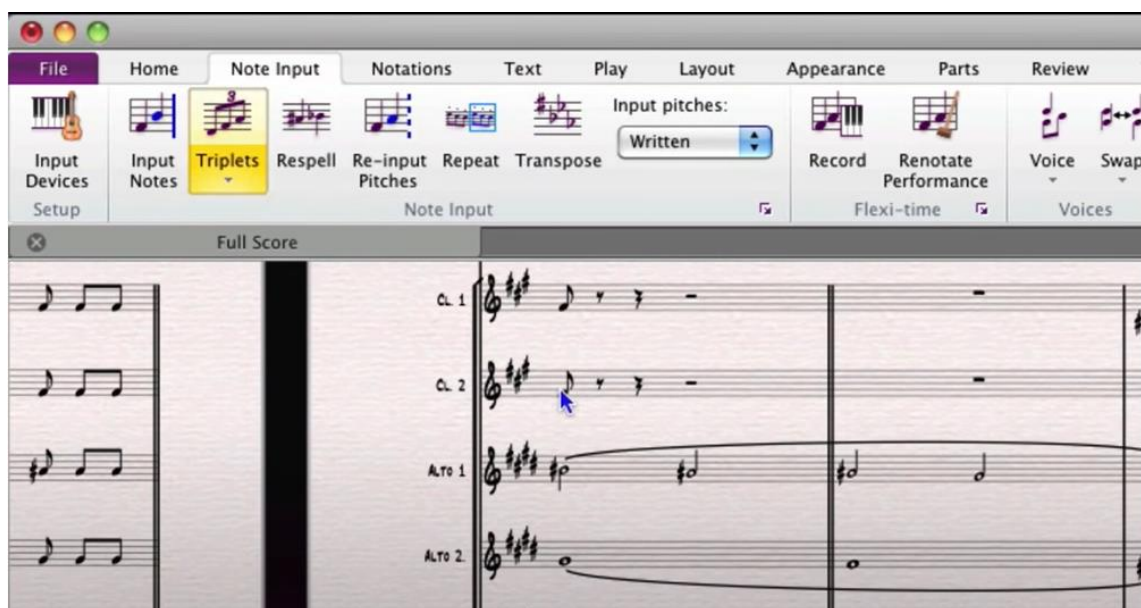 File Home Note Input Notations Text Play Layout Appearance Parts Review
3
Input pitches:
Written
Input Devices
Input Notes
Triplets
Respell
Re-input Pitches
Repeat
Transpose
Record
Renotate Performance
Voice
Swap
Setup Note Input Flexi-time Voices
Full Score
CL. 1
CL. 2
ALTO 1
ALTO 2.